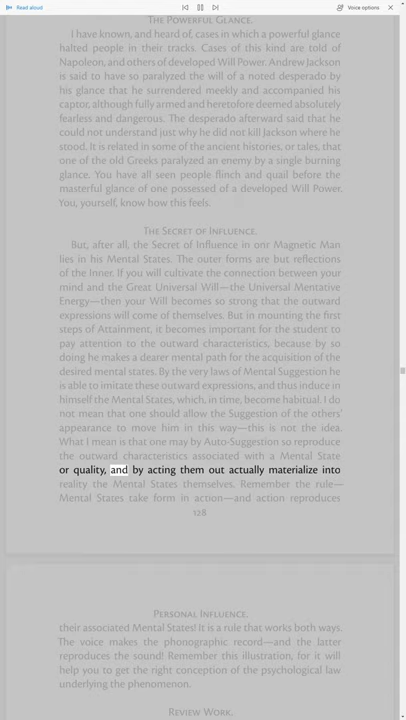 Read aloud
Voice options
The Powerful Glance.
I have known, and heard of, cases in which a powerful glance
halted people in their tracks. Cases of this kind are told of
Napoleon, and others of developed Will Power. Andrew Jackson
is said to have so paralyzed the will of a noted desperado by
his glance that he surrendered meekly and accompanied his
captor, although fully armed and heretofore deemed absolutely
fearless and dangerous. The desperado afterward said that he
could not understand just why he did not kill Jackson where he
stood. It is related in some of the ancient histories, or tales, that
one of the old Greeks paralyzed an enemy by a single burning
glance. You have all seen people flinch and quail before the
masterful glance of one possessed of a developed Will Power.
You, yourself, know how this feels.
The Secret of Influence.
But, after all, the Secret of Influence in onr Magnetic Man
lies in his Mental States. The outer forms are but reflections
of the Inner. If you will cultivate the connection between your
mind and the Great Universal Will—the Universal Mentative
Energy—then your Will becomes so strong that the outward
expressions will come of themselves. But in mounting the first
steps of Attainment, it becomes important for the student to
pay attention to the outward characteristics, because by so
doing he makes a dearer mental path for the acquisition of the
desired mental states. By the very laws of Mental Suggestion he
is able to imitate these outward expressions, and thus induce in
himself the Mental States, which, in time, become habitual. I do
not mean that one should allow the Suggestion of the others'
appearance to move him in this way—this is not the idea.
What I mean is that one may by Auto-Suggestion so reproduce
the outward characteristics associated with a Mental State
or quality, and by acting them out actually materialize into
reality the Mental States themselves. Remember the rule—
Mental States take form in action—and action reproduces
128
Personal Influence.
their associated Mental States! It is a rule that works both ways.
The voice makes the phonographic record—and the latter
reproduces the sound! Remember this illustration, for it will
help you to get the right conception of the psychological law
underlying the phenomenon.
Review Work.